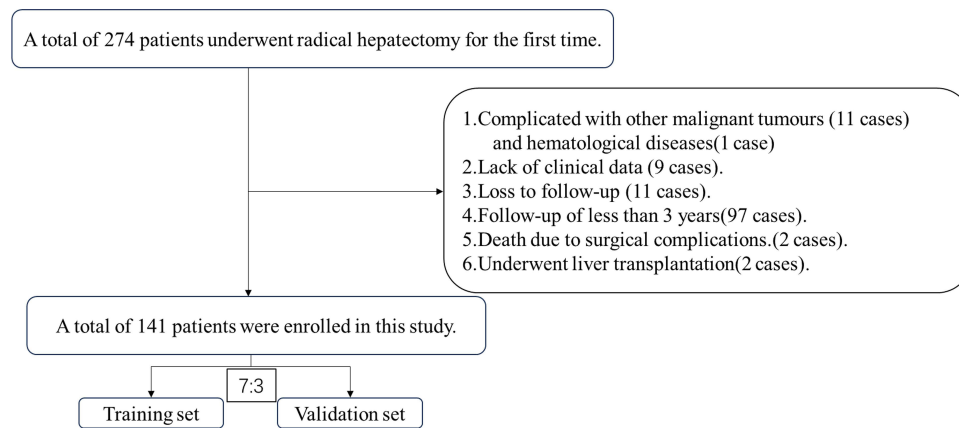 A total of 274 patients underwent radical hepatectomy for the first time.
1.Complicated with other malignant tumours (11 cases)
and hematological diseases(1 case)
2.Lack of clinical data (9 cases).
3.Loss to follow-up (11 cases).
4.Follow-up of less than 3 years(97 cases).
5.Death due to surgical complications.(2 cases).
6.Underwent liver transplantation(2 cases).
A total of 141 patients were enrolled in this study.
7:3
Training set
Validation set